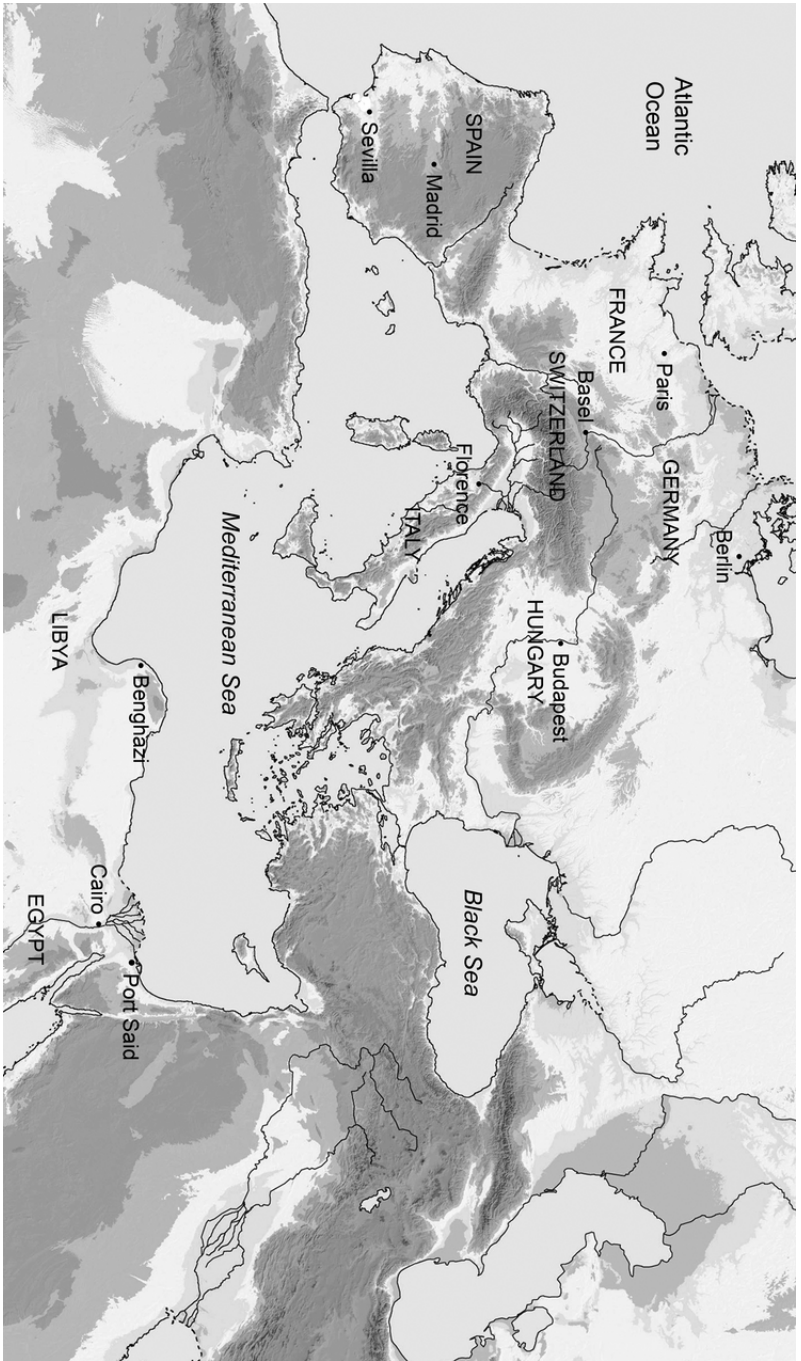 Atlantic
Ocean
SPAIN
Madrid
Sevilla
FRANCE
Paris
Basel
SWITZERLAND
GERMANY
Berlin
Florence
ITALY
HUNGARY
Budapest
Mediterranean Sea
Black Sea
LIBYA
Benghazi
Cairo
EGYPT
Port Said